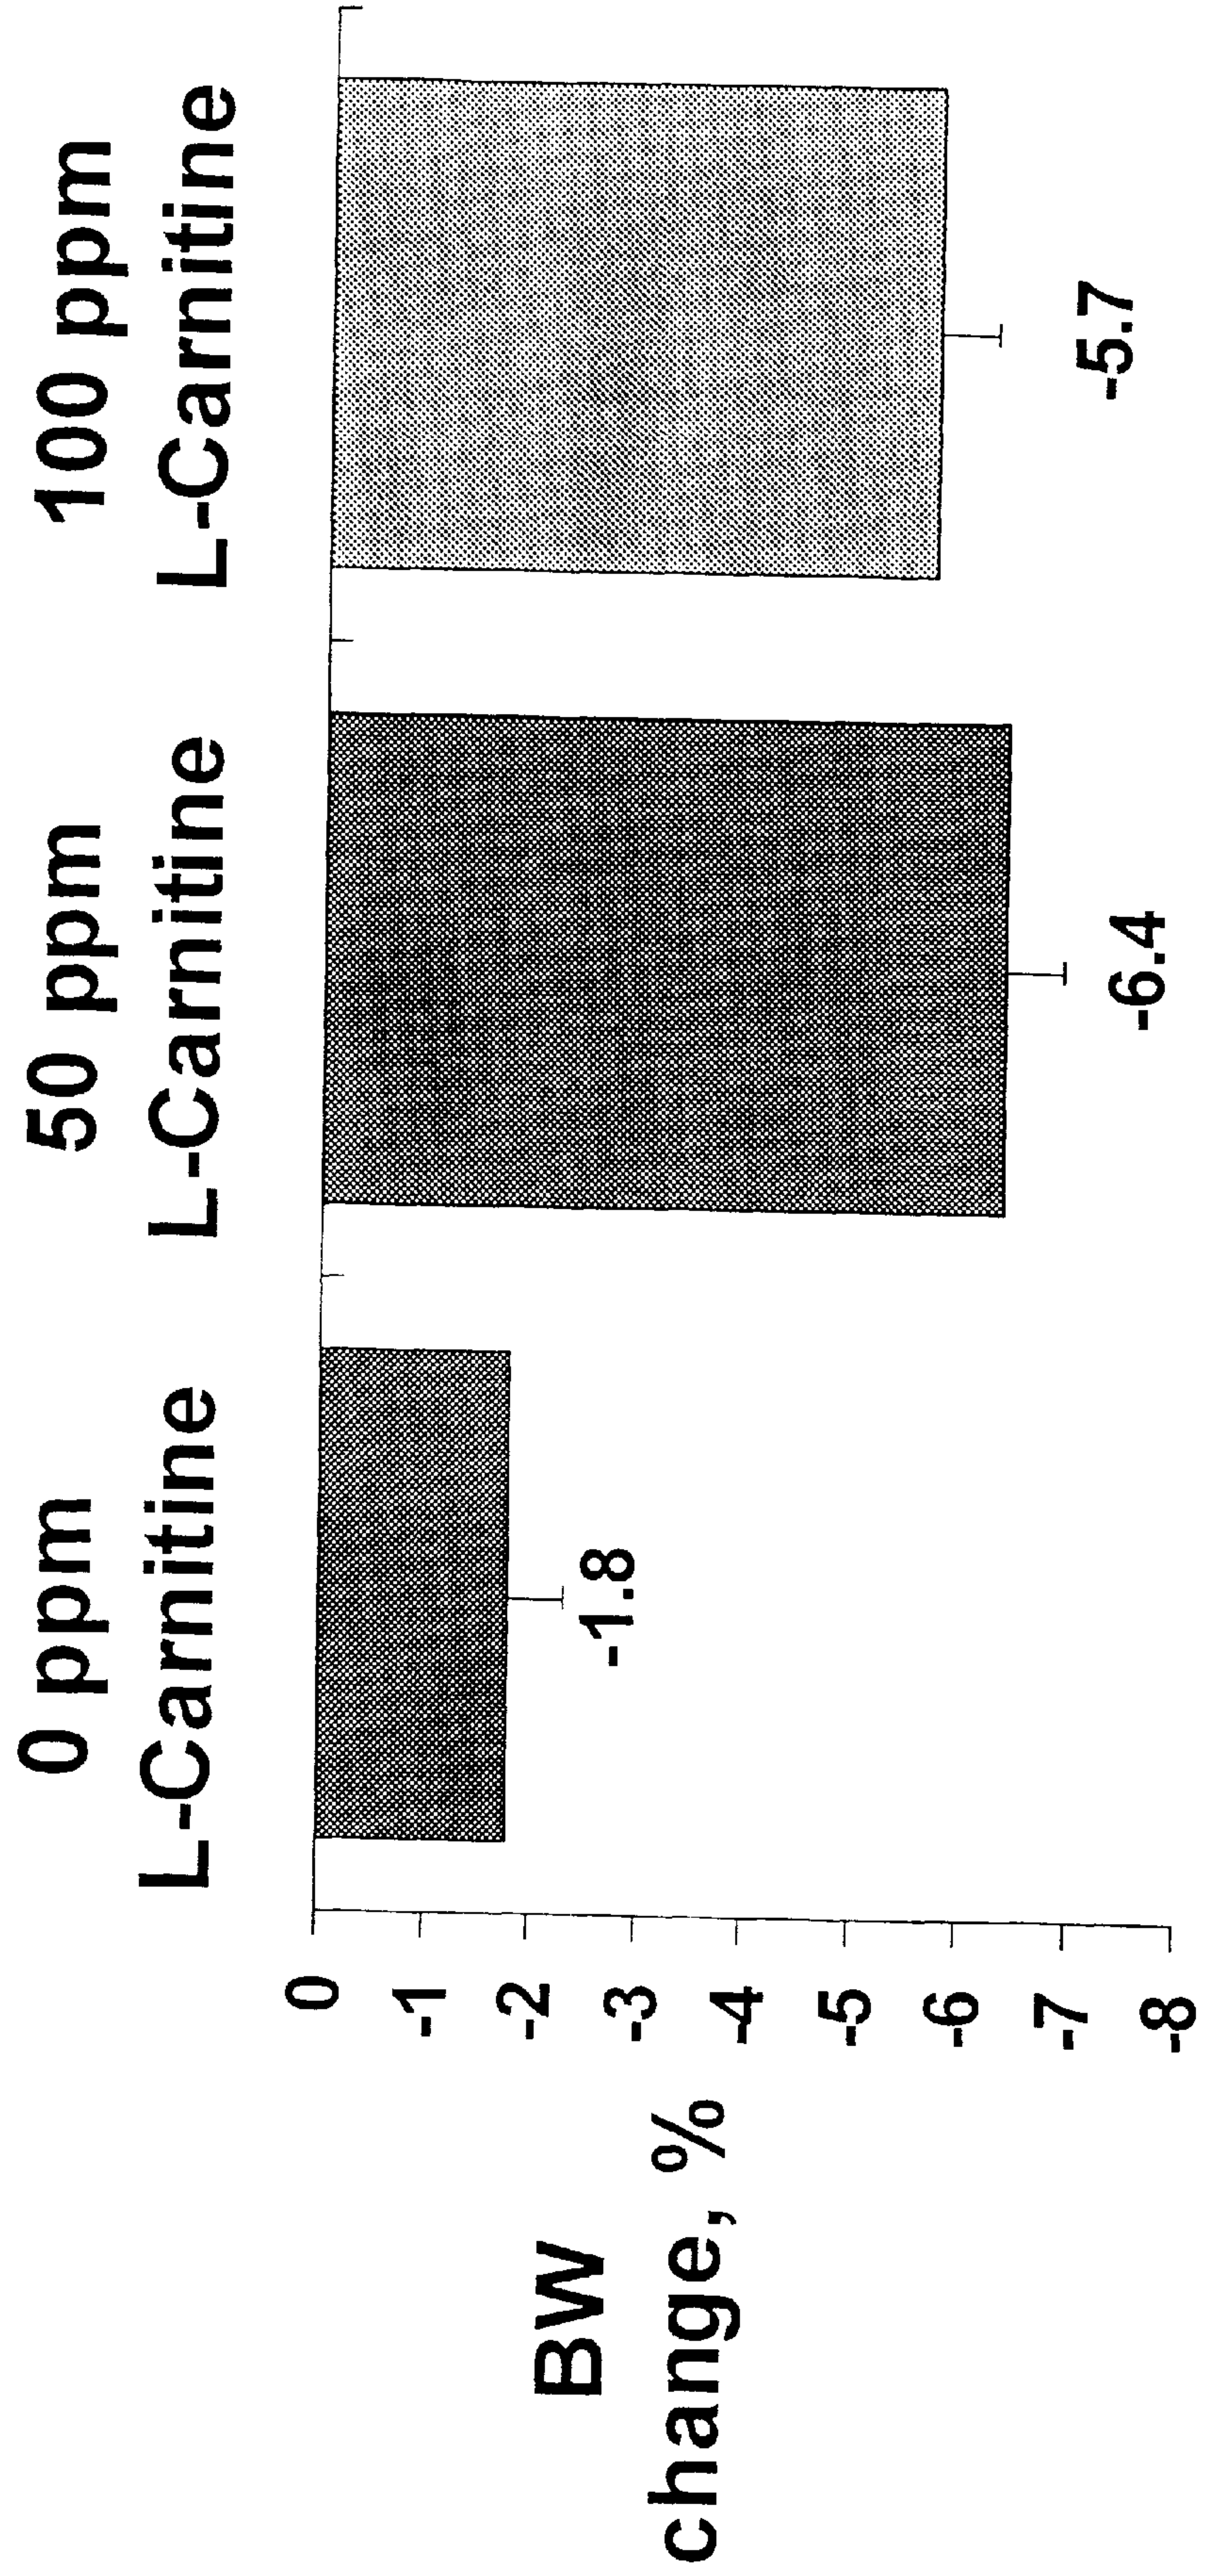 0 ppm
L-Carnitine
50 ppm
L-Carnitine
100 ppm
L-Carnitine
0
-1
-2
-3
-4
-5
-6
-7
-8
BW
change, %
-1.8
-6.4
-5.7